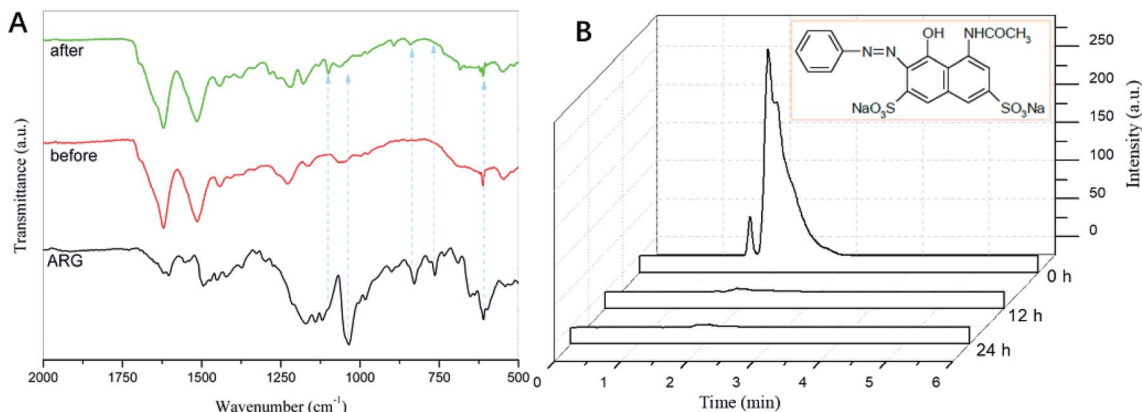 A
after
before
ARG
Transmittance (a.u.)
2000 1750 1500 1250 1000 750 500
Wavenumber (cm⁻¹)
B
OH NHCOCH₃
N=N
NaO₃S SO₃Na
250
200
150
100
50
0
Intensity (a.u.)
0 h
12 h
24 h
0 1 2 3 4 5 6
Time (min)